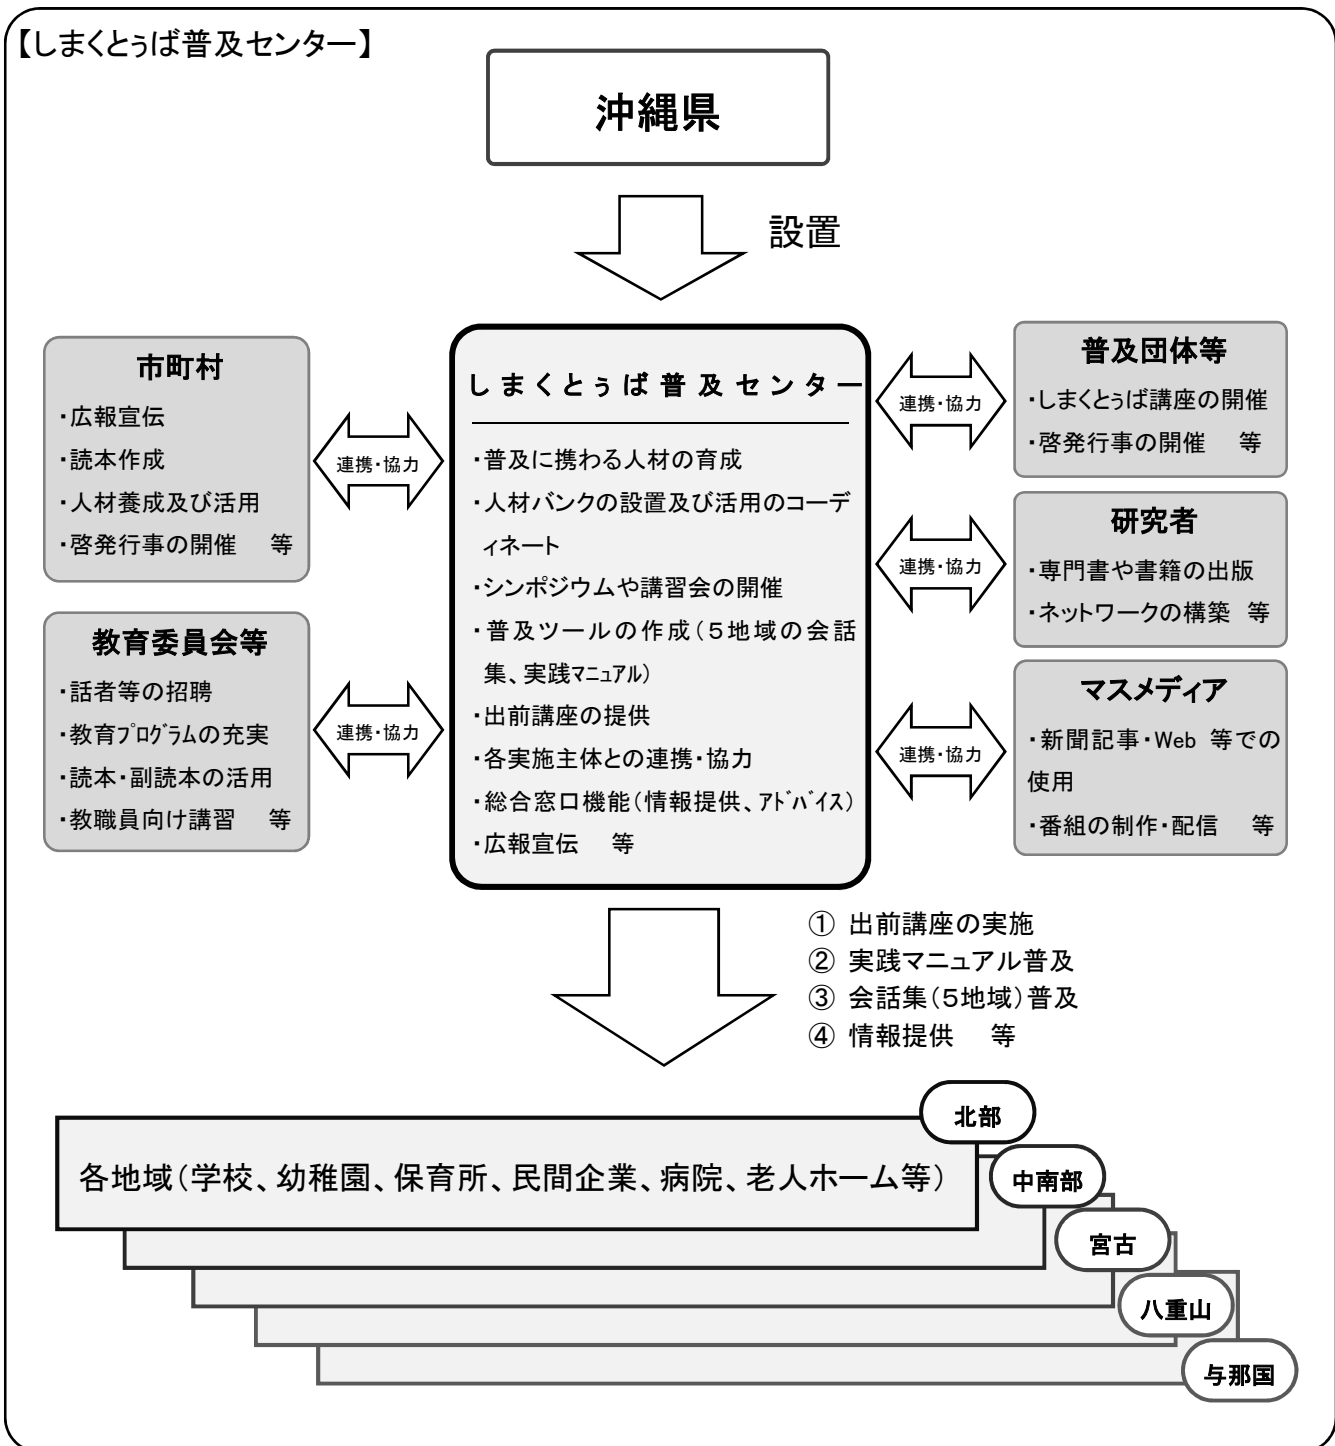 【しまくとぅば普及センター】
沖縄県
設置
市町村
・広報宣伝
・読本作成
・人材養成及び活用
・啓発行事の開催　等
連携・協力
教育委員会等
・話者等の招聘
・教育プログラムの充実
・読本・副読本の活用
・教職員向け講習　等
連携・協力
しまくとぅば普及センター
・普及に携わる人材の育成
・人材バンクの設置及び活用のコーデ
ィネート
・シンポジウムや講習会の開催
・普及ツールの作成（５地域の会話
集、実践マニュアル）
・出前講座の提供
・各実施主体との連携・協力
・総合窓口機能（情報提供、アドバイス）
・広報宣伝　等
連携・協力
普及団体等
・しまくとぅば講座の開催
・啓発行事の開催　等
連携・協力
研究者
・専門書や書籍の出版
・ネットワークの構築　等
連携・協力
マスメディア
・新聞記事・Web 等での
使用
・番組の制作・配信　等
① 出前講座の実施
② 実践マニュアル普及
③ 会話集（５地域）普及
④ 情報提供　等
各地域（学校、幼稚園、保育所、民間企業、病院、老人ホーム等）
北部
中南部
宮古
八重山
与那国